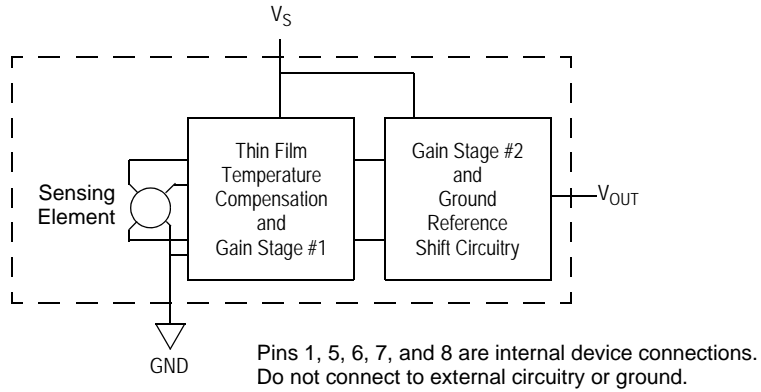 V_S
Thin Film
Temperature
Compensation
and
Gain Stage #1
Gain Stage #2
and
Ground
Reference
Shift Circuitry
Sensing
Element
V_OUT
GND
Pins 1, 5, 6, 7, and 8 are internal device connections.
Do not connect to external circuitry or ground.